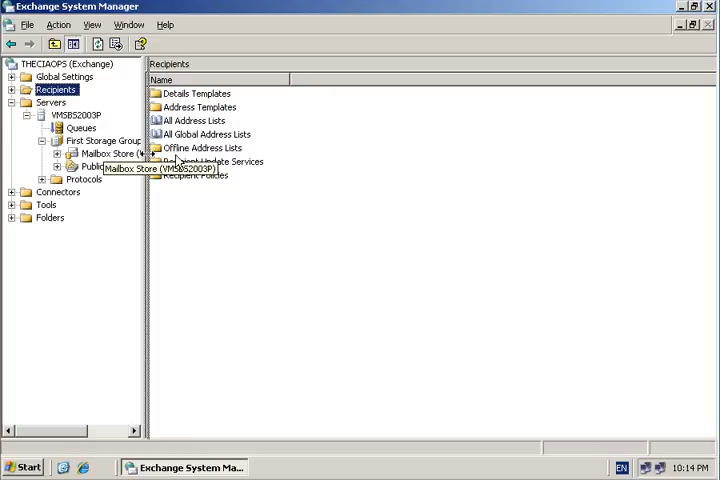 Exchange System Manager
File Action View Window Help
THECIAOPS (Exchange)
Global Settings
Recipients
Servers
VMSBS2003P
Queues
First Storage Group
Mailbox Store
Public
Mailbox Store (VMSBS2003P)
Protocols
Connectors
Tools
Folders
Recipients
Name
Details Templates
Address Templates
All Address Lists
All Global Address Lists
Offline Address Lists
Recipient Update Services
Recipient Policies
Start
Exchange System Ma...
EN
10:14 PM